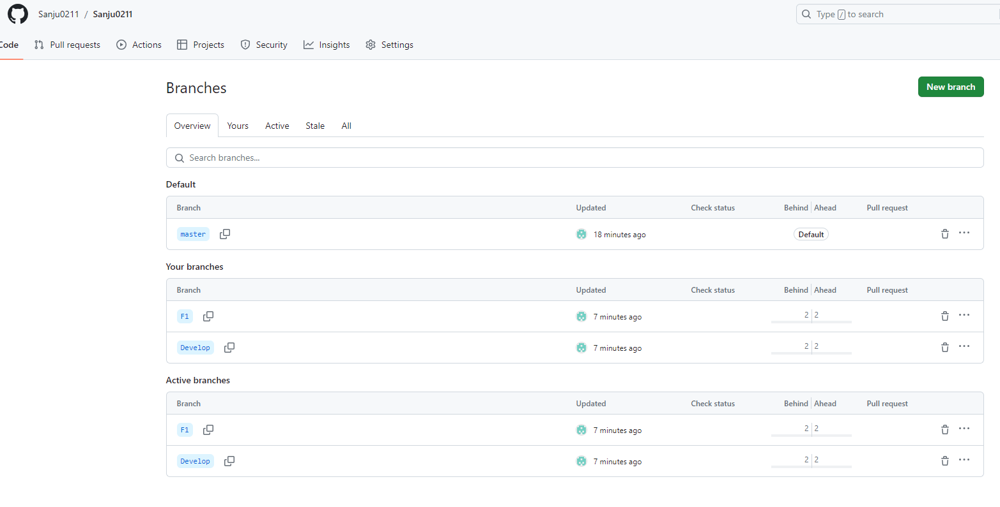 Sanju0211 / Sanju0211
Type / to search
Code Pull requests Actions Projects Security Insights Settings
Branches
New branch
Overview Yours Active Stale All
Search branches...
Default
Branch Updated Check status Behind Ahead Pull request
master 18 minutes ago Default
Your branches
Branch Updated Check status Behind Ahead Pull request
F1 7 minutes ago 2 2
Develop 7 minutes ago 2 2
Active branches
Branch Updated Check status Behind Ahead Pull request
F1 7 minutes ago 2 2
Develop 7 minutes ago 2 2